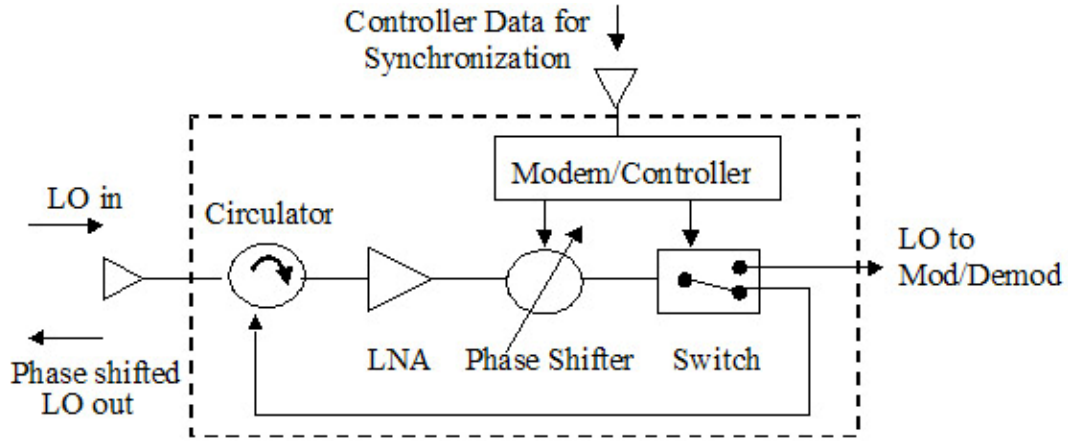 Controller Data for
Synchronization
Modem/Controller
LO in
Circulator
LO to
Mod/Demod
LNA
Phase Shifter
Switch
Phase shifted
LO out